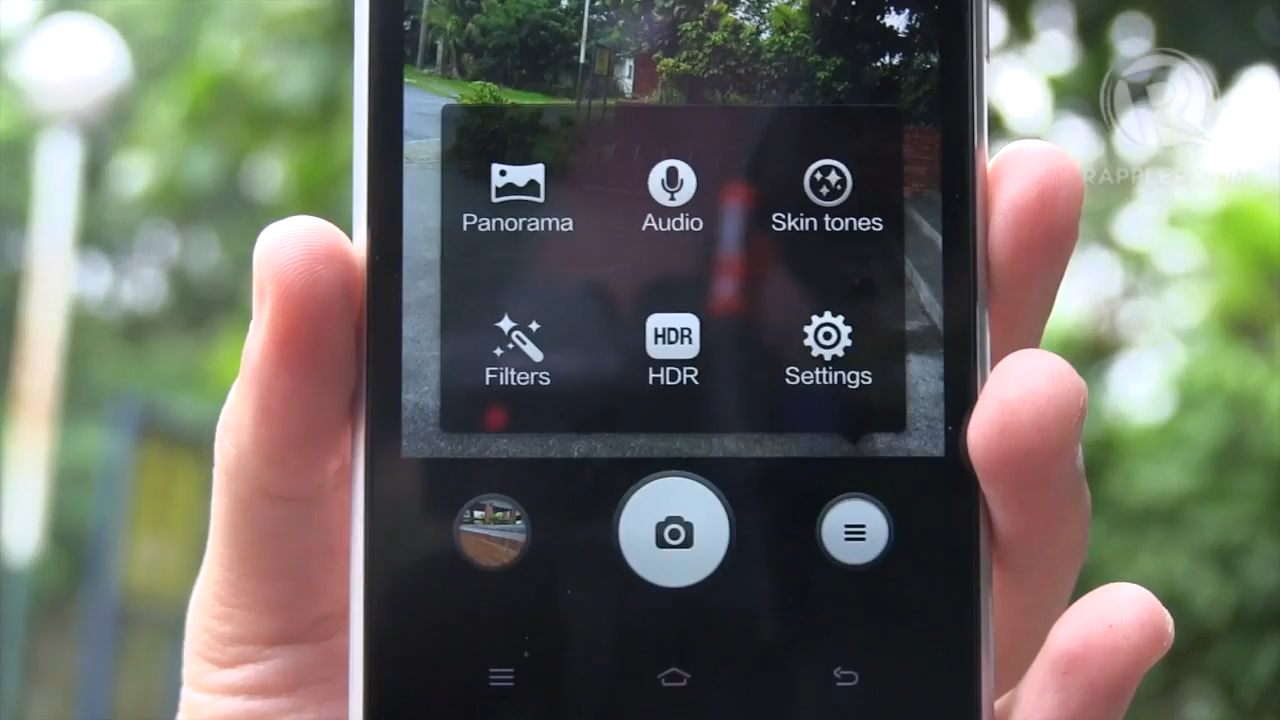 Panorama
Audio
Skin tones
Filters
HDR
HDR
Settings
RAPPLER.COM